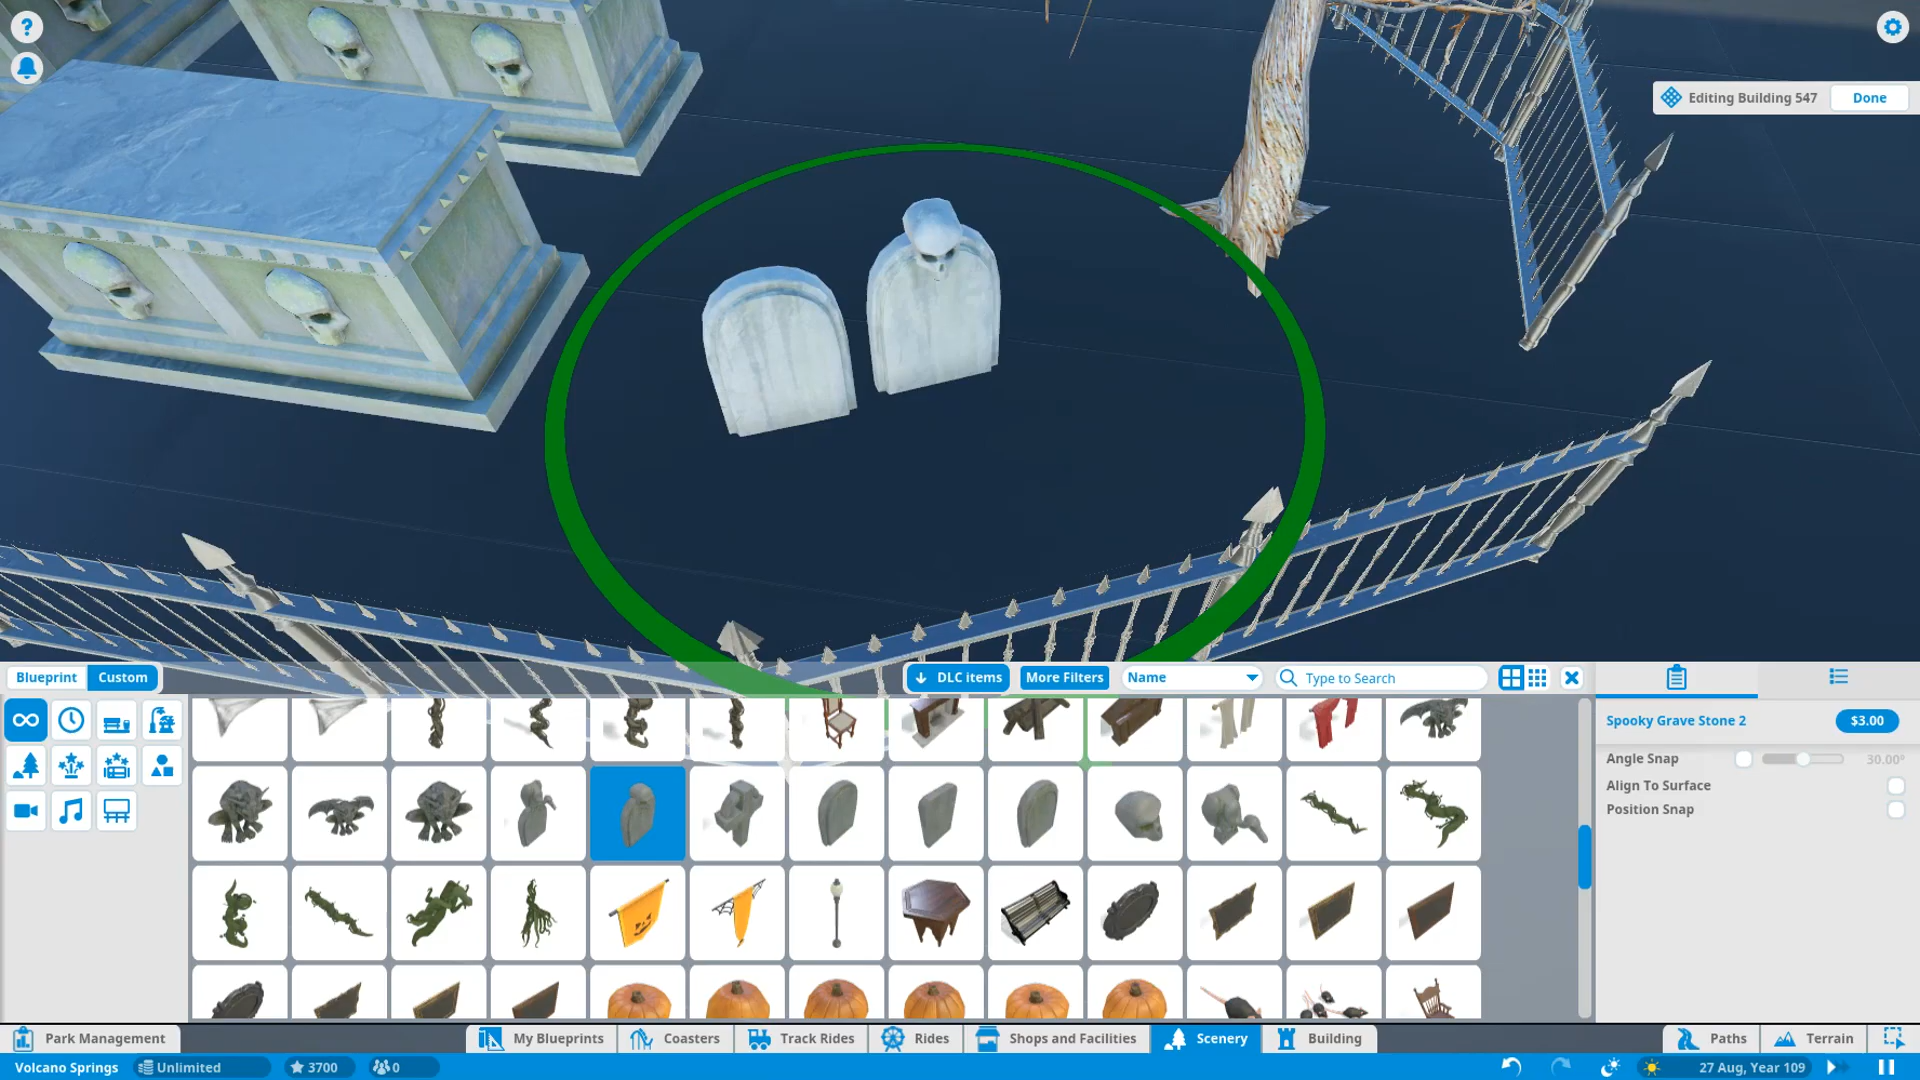 ?
Editing Building 547
Done
Blueprint
Custom
DLC items
More Filters
Name
Type to Search
Spooky Grave Stone 2
$3.00
Angle Snap
30.00°
Align To Surface
Position Snap
Park Management
My Blueprints
Coasters
Track Rides
Rides
Shops and Facilities
Scenery
Building
Paths
Terrain
Volcano Springs
Unlimited
3700
0
27 Aug, Year 109